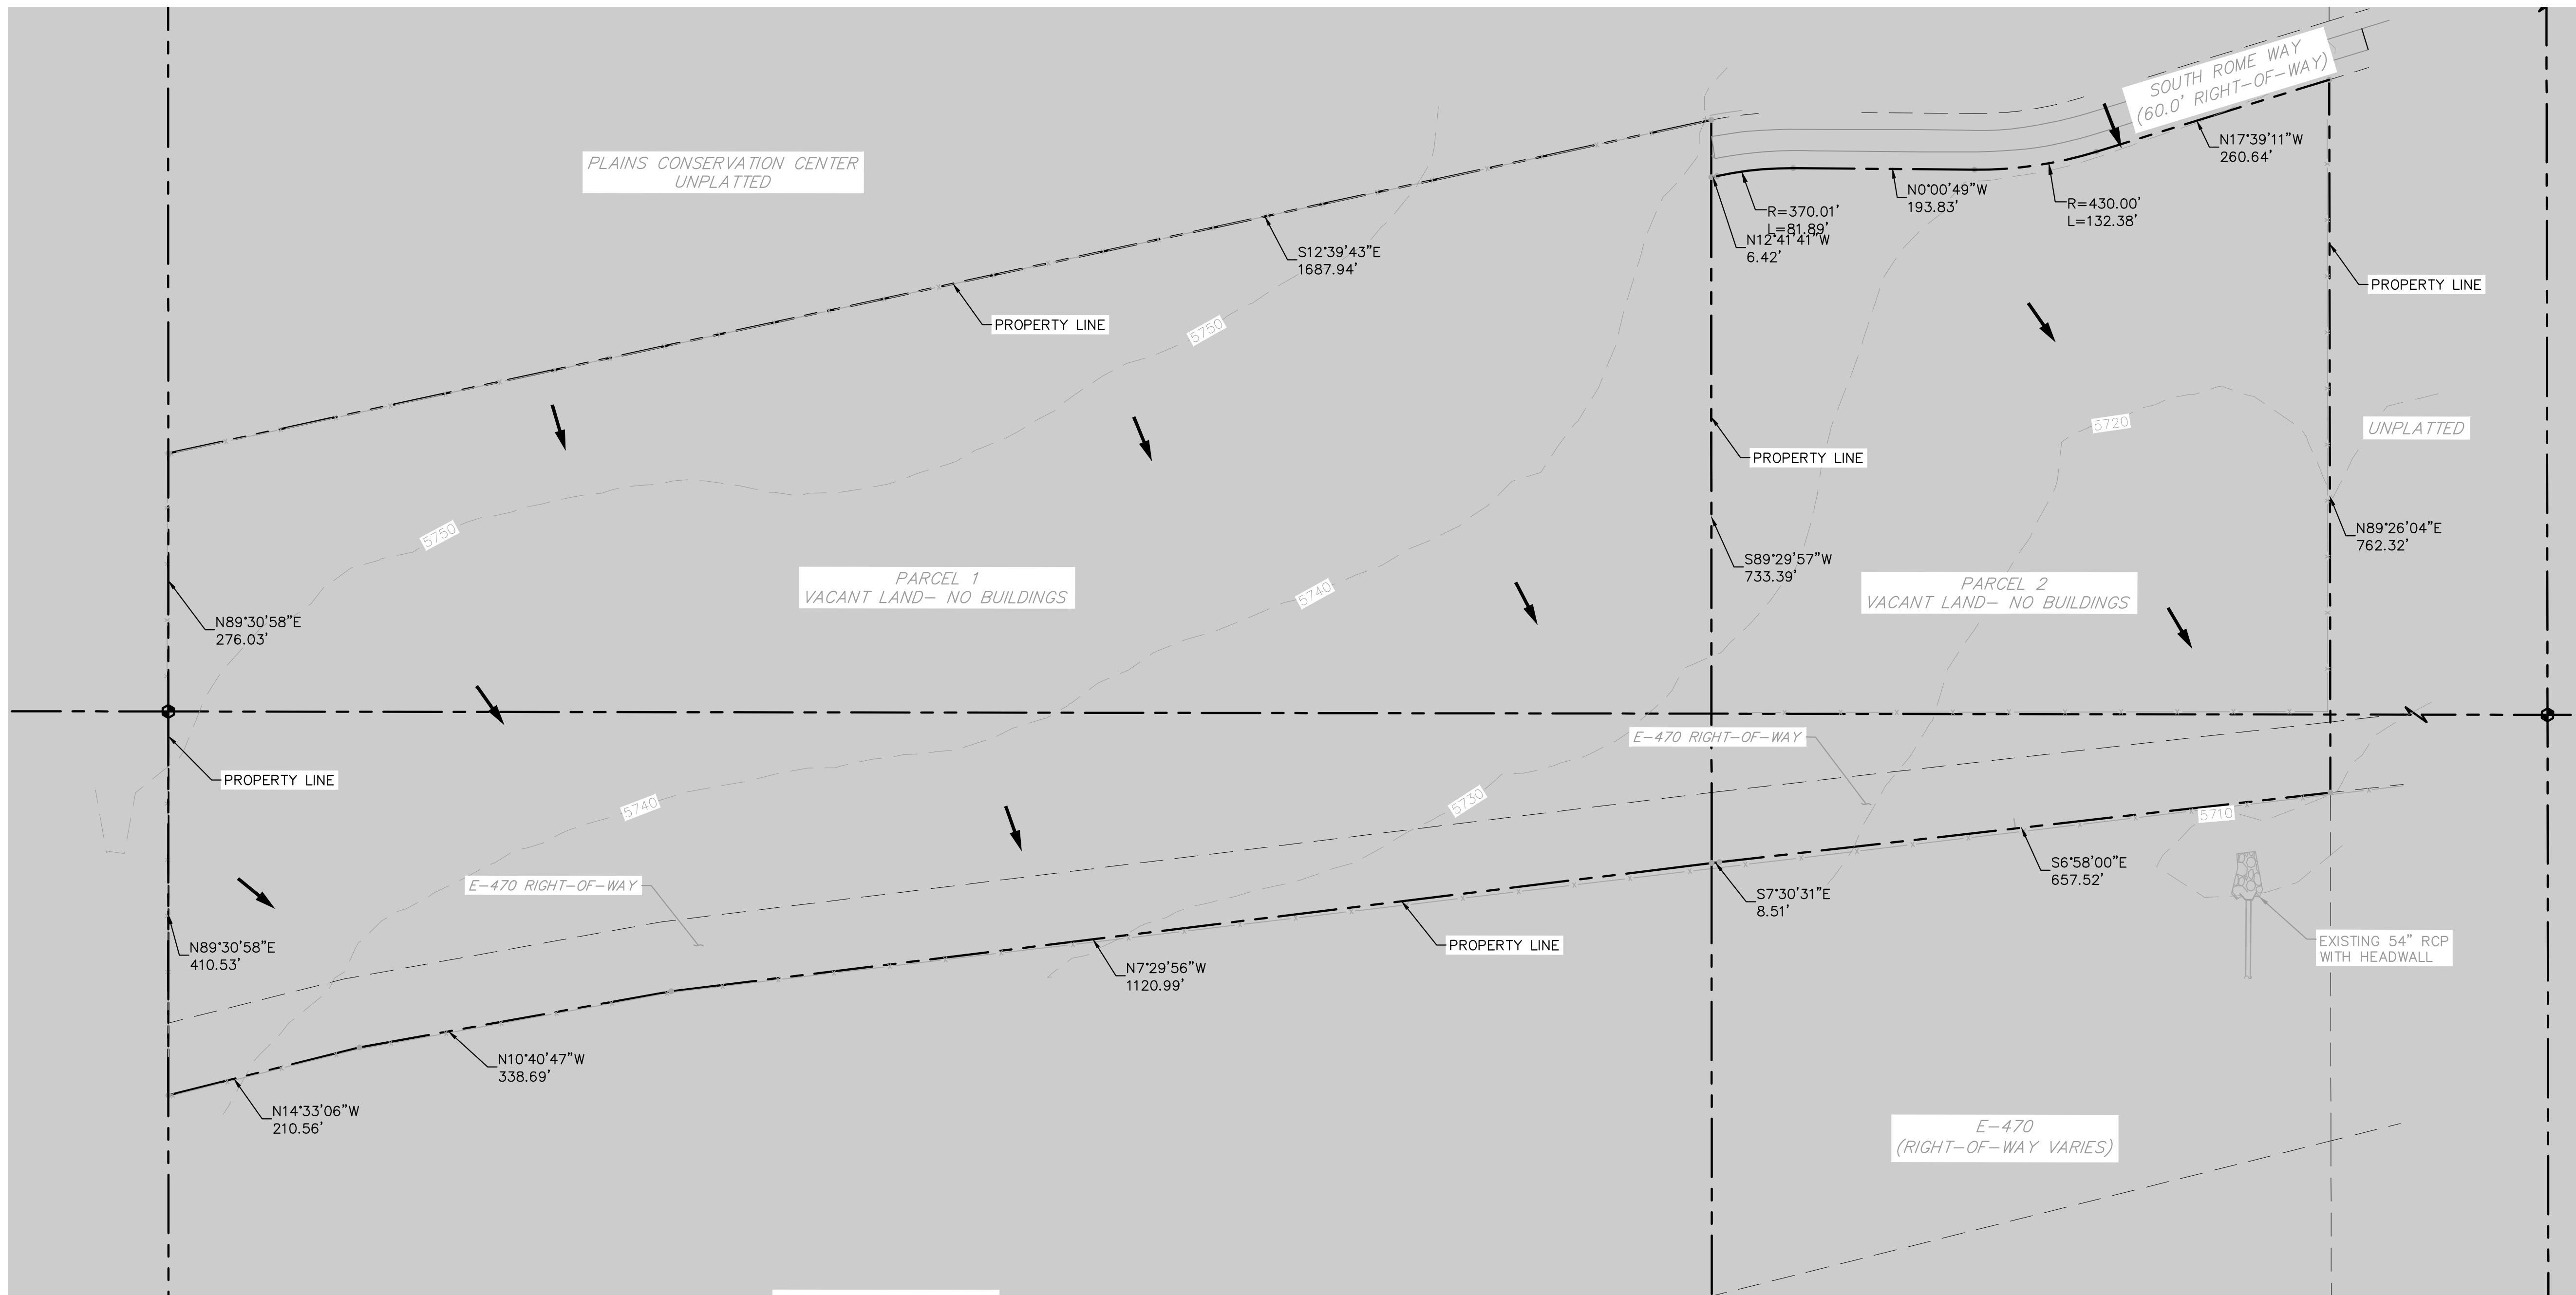 SOUTH ROME WAY
(60.0' RIGHT-OF-WAY)
N17°39'11"W
260.64'
PLAINS CONSERVATION CENTER
UNPLATTED
N0°00'49"W
193.83'
R=370.01'
L=81.89'
R=430.00'
L=132.38'
N12°41'41"W
6.42'
S12°39'43"E
1687.94'
PROPERTY LINE
PROPERTY LINE
5750
5720
UNPLATTED
PROPERTY LINE
5750
N89°26'04"E
762.32'
S89°29'57"W
733.39'
PARCEL 1
VACANT LAND- NO BUILDINGS
5740
PARCEL 2
VACANT LAND- NO BUILDINGS
N89°30'58"E
276.03'
E-470 RIGHT-OF-WAY
PROPERTY LINE
5740
5730
5710
S6°58'00"E
657.52'
E-470 RIGHT-OF-WAY
S7°30'31"E
8.51'
N89°30'58"E
410.53'
PROPERTY LINE
EXISTING 54" RCP
WITH HEADWALL
N7°29'56"W
1120.99'
N10°40'47"W
338.69'
N14°33'06"W
210.56'
E-470
(RIGHT-OF-WAY VARIES)